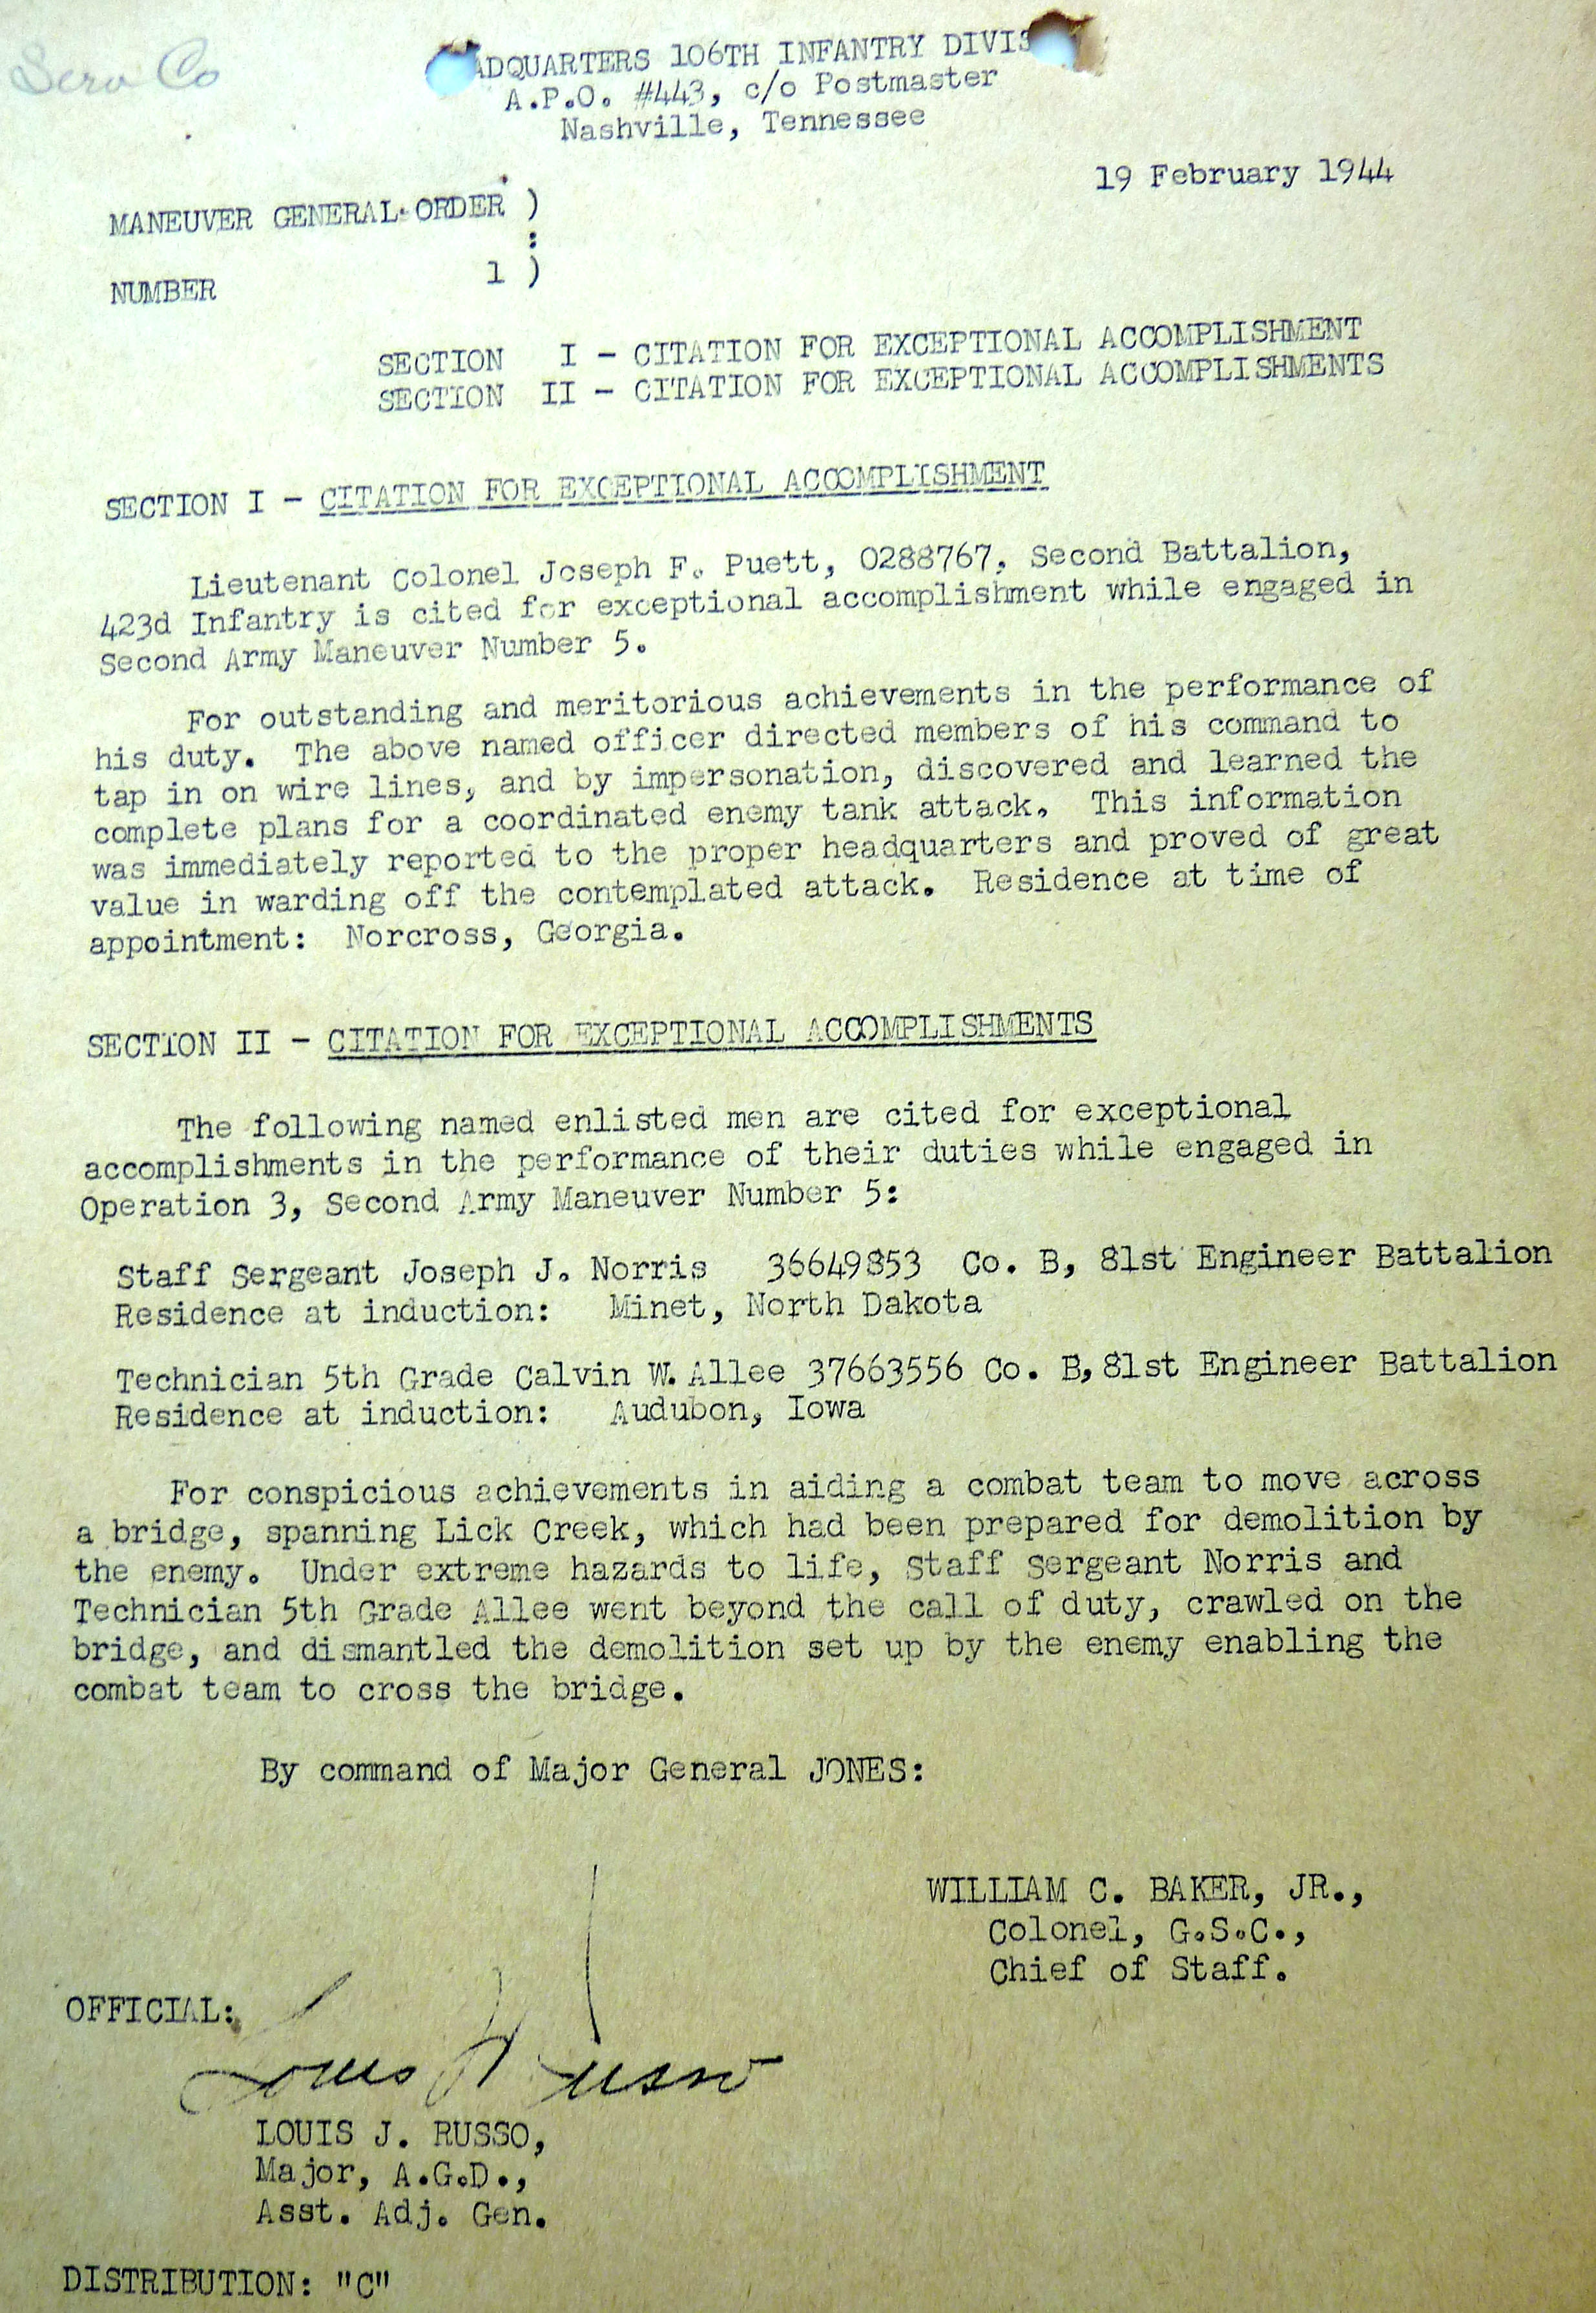 Serv Co
ADQUARTERS 106TH INFANTRY DIVIS
A.P.O. #443, c/o Postmaster
Nashville, Tennessee
19 February 1944
MANEUVER GENERAL ORDER )
:
NUMBER 1 )
SECTION I - CITATION FOR EXCEPTIONAL ACCOMPLISHMENT
SECTION II - CITATION FOR EXCEPTIONAL ACCOMPLISHMENTS
SECTION I - CITATION FOR EXCEPTIONAL ACCOMPLISHMENT
Lieutenant Colonel Joseph F. Puett, O288767, Second Battalion,
423d Infantry is cited for exceptional accomplishment while engaged in
Second Army Maneuver Number 5.
For outstanding and meritorious achievements in the performance of
his duty. The above named officer directed members of his command to
tap in on wire lines, and by impersonation, discovered and learned the
complete plans for a coordinated enemy tank attack. This information
was immediately reported to the proper headquarters and proved of great
value in warding off the contemplated attack. Residence at time of
appointment: Norcross, Georgia.
SECTION II - CITATION FOR EXCEPTIONAL ACCOMPLISHMENTS
The following named enlisted men are cited for exceptional
accomplishments in the performance of their duties while engaged in
Operation 3, Second Army Maneuver Number 5:
Staff Sergeant Joseph J. Norris 36649853 Co. B, 81st Engineer Battalion
Residence at induction: Minet, North Dakota
Technician 5th Grade Calvin W. Allee 37663556 Co. B, 81st Engineer Battalion
Residence at induction: Audubon, Iowa
For conspicious achievements in aiding a combat team to move across
a bridge, spanning Lick Creek, which had been prepared for demolition by
the enemy. Under extreme hazards to life, Staff Sergeant Norris and
Technician 5th Grade Allee went beyond the call of duty, crawled on the
bridge, and dismantled the demolition set up by the enemy enabling the
combat team to cross the bridge.
By command of Major General JONES:
WILLIAM C. BAKER, JR.,
Colonel, G.S.C.,
Chief of Staff.
OFFICIAL:
Louis J Russo
LOUIS J. RUSSO,
Major, A.G.D.,
Asst. Adj. Gen.
DISTRIBUTION: "C"